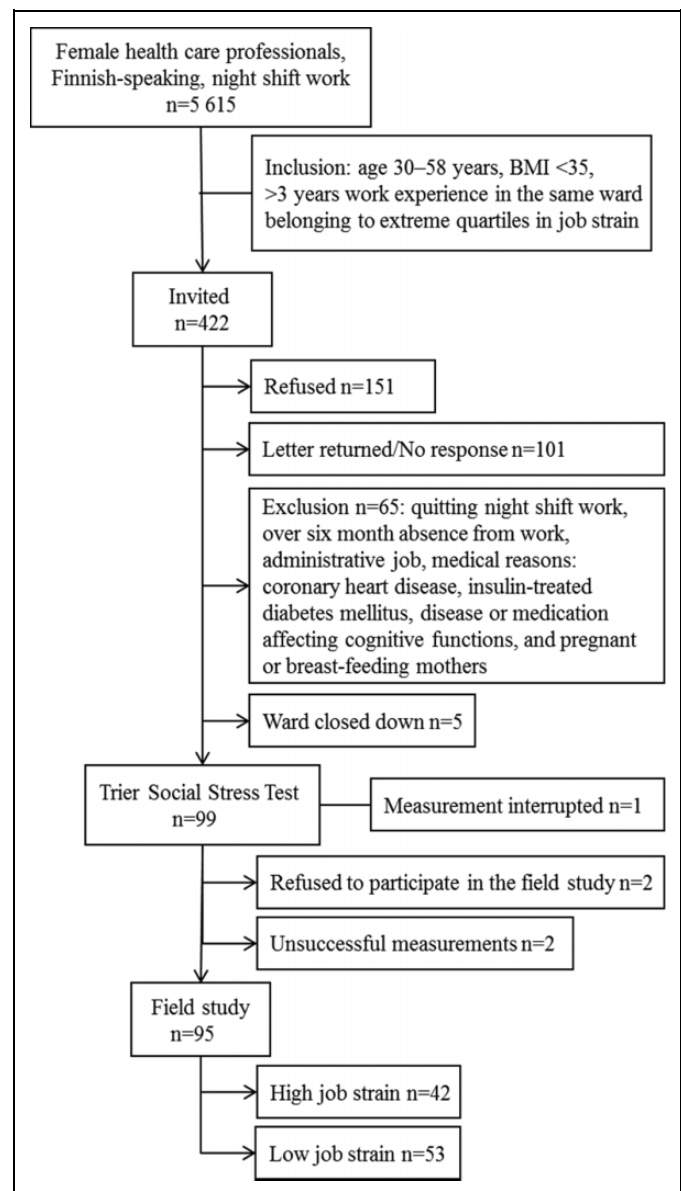 Female health care professionals,
Finnish-speaking, night shift work
n=5 615
Inclusion: age 30–58 years, BMI <35,
>3 years work experience in the same ward
belonging to extreme quartiles in job strain
Invited
n=422
Refused n=151
Letter returned/No response n=101
Exclusion n=65: quitting night shift work,
over six month absence from work,
administrative job, medical reasons:
coronary heart disease, insulin-treated
diabetes mellitus, disease or medication
affecting cognitive functions, and pregnant
or breast-feeding mothers
Ward closed down n=5
Trier Social Stress Test
n=99
Measurement interrupted n=1
Refused to participate in the field study n=2
Unsuccessful measurements n=2
Field study
n=95
High job strain n=42
Low job strain n=53